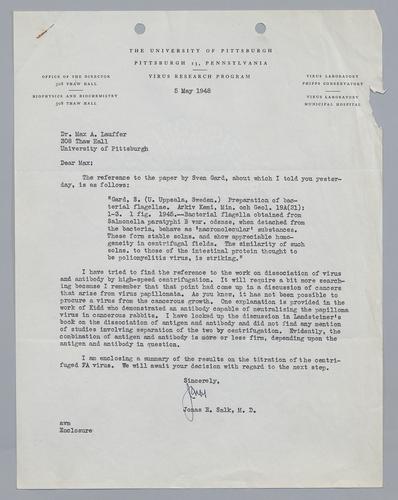 THE UNIVERSITY OF PITTSBURGH
PITTSBURGH 13, PENNSYLVANIA
VIRUS RESEARCH PROGRAM
OFFICE OF THE DIRECTOR
508 THAW HALL
BIOPHYSICS AND BIOCHEMISTRY
208 THAW HALL
VIRUS LABORATORY
PHIPPS CONSERVATORY
VIRUS LABORATORY
MUNICIPAL HOSPITAL
5 May 1948
Dr. Max A. Lauffer
208 Thaw Hall
University of Pittsburgh
Dear Max:
The reference to the paper by Sven Gard, about which I told you yester-
day, is as follows:
"Gard, S. (U. Uppsala, Sweden.) Preparation of bac-
terial flagellae. Arkiv Kemi, Min. och Geol. 19A(21):
1-3. 1 fig. 1945.--Bacterial flagella obtained from
Salmonella paratyphi B var. odense, when detached from
the bacteria, behave as 'macromolecular' substances.
These form stable solns. and show appreciable homo-
geneity in centrifugal fields. The similarity of such
solns. to those of the intestinal protein thought to
be poliomyelitis virus, is striking."
I have tried to find the reference to the work on dissociation of virus
and antibody by high-speed centrifugation. It will require a bit more search-
ing because I remember that that point had come up in a discussion of cancers
that arise from virus papillomata. As you know, it has not been possible to
procure a virus from the cancerous growth. One explanation is provided in the
work of Kidd who demonstrated an antibody capable of neutralizing the papilloma
virus in cancerous rabbits. I have looked up the discussion in Landsteiner's
book on the dissociation of antigen and antibody and did not find any mention
of studies involving separation of the two by centrifugation. Evidently, the
combination of antigen and antibody is more or less firm, depending upon the
antigen and antibody in question.
I am enclosing a summary of the results on the titration of the centri-
fuged FA virus. We will await your decision with regard to the next step.
Sincerely,
Jonas
Jonas E. Salk, M. D.
avm
Enclosure